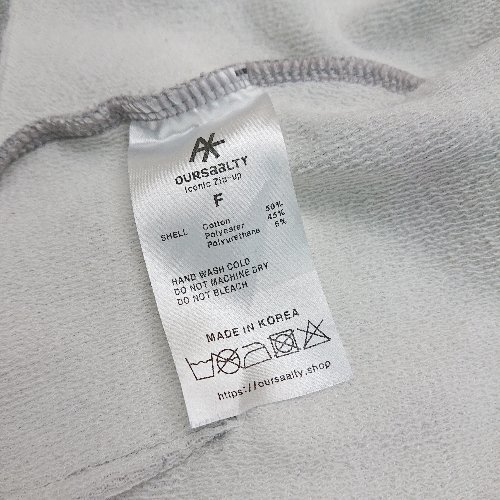 OURSAALTY
Iconic Zip-up
F
SHELL Cotton 50%
Polyester 45%
Polyurethane 5%
HAND WASH COLD
DO NOT MACHINE DRY
DO NOT BLEACH
MADE IN KOREA
https://oursaalty.shop